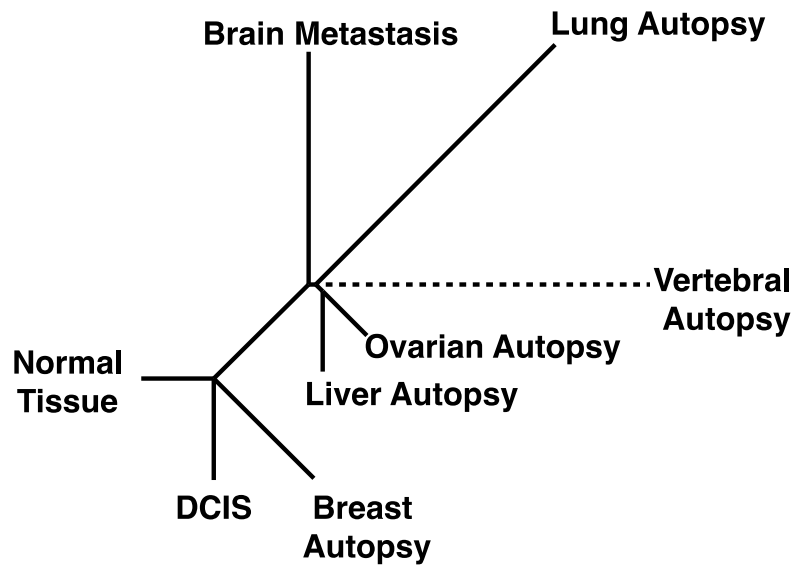 Brain Metastasis
Lung Autopsy
Vertebral
Autopsy
Ovarian Autopsy
Normal
Tissue
Liver Autopsy
DCIS
Breast
Autopsy